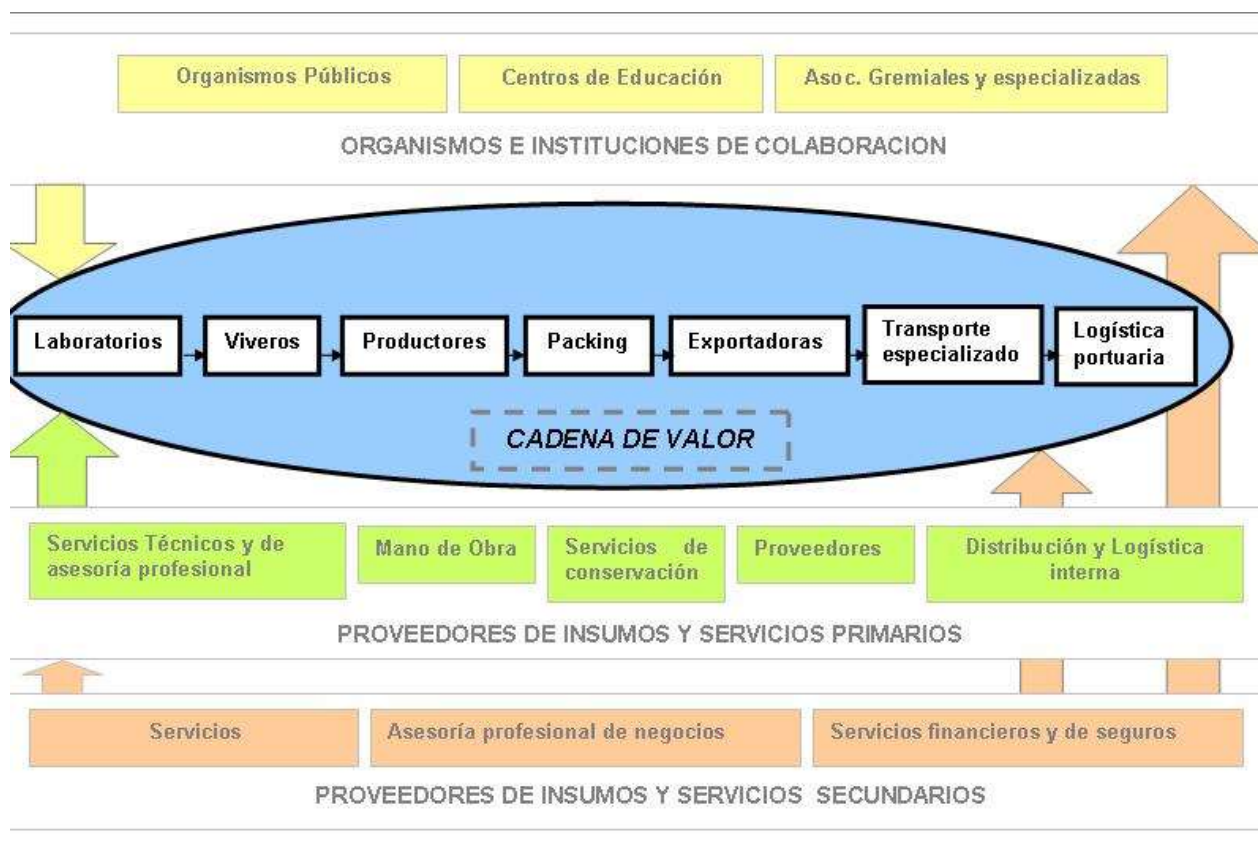 Organismos Públicos
Centros de Educación
Asoc. Gremiales y especializadas
ORGANISMOS E INSTITUCIONES DE COLABORACION
Laboratorios
Viveros
Productores
Packing
Exportadoras
Transporte
especializado
Logística
portuaria
CADENA DE VALOR
Servicios Técnicos y de
asesoría profesional
Mano de Obra
Servicios de
conservación
Proveedores
Distribución y Logística
interna
PROVEEDORES DE INSUMOS Y SERVICIOS PRIMARIOS
Servicios
Asesoría profesional de negocios
Servicios financieros y de seguros
PROVEEDORES DE INSUMOS Y SERVICIOS SECUNDARIOS